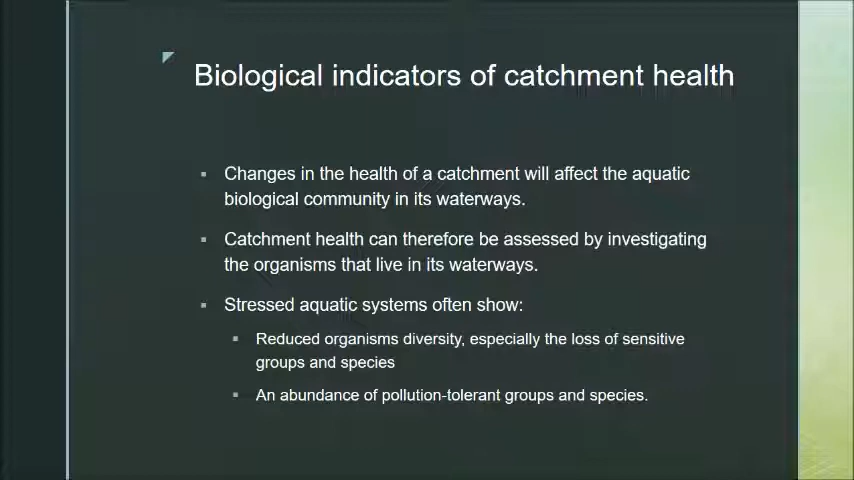 Biological indicators of catchment health
▪ Changes in the health of a catchment will affect the aquatic
biological community in its waterways.
▪ Catchment health can therefore be assessed by investigating
the organisms that live in its waterways.
▪ Stressed aquatic systems often show:
▪ Reduced organisms diversity, especially the loss of sensitive
groups and species
▪ An abundance of pollution-tolerant groups and species.